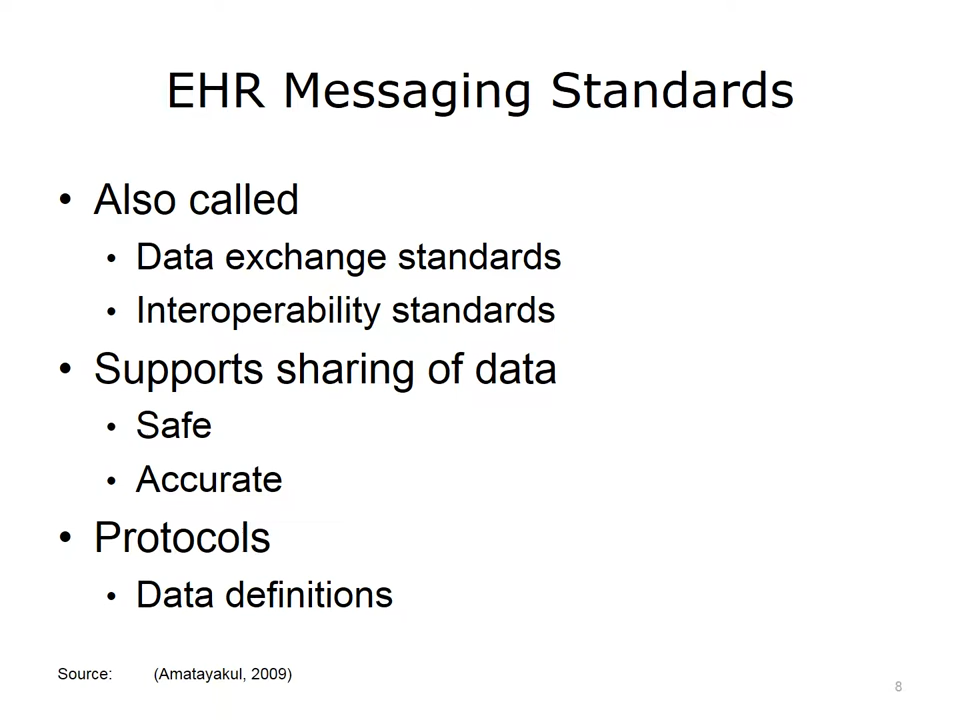 EHR Messaging Standards
• Also called
• Data exchange standards
• Interoperability standards
• Supports sharing of data
• Safe
• Accurate
• Protocols
• Data definitions
Source: (Amatayakul, 2009)
8